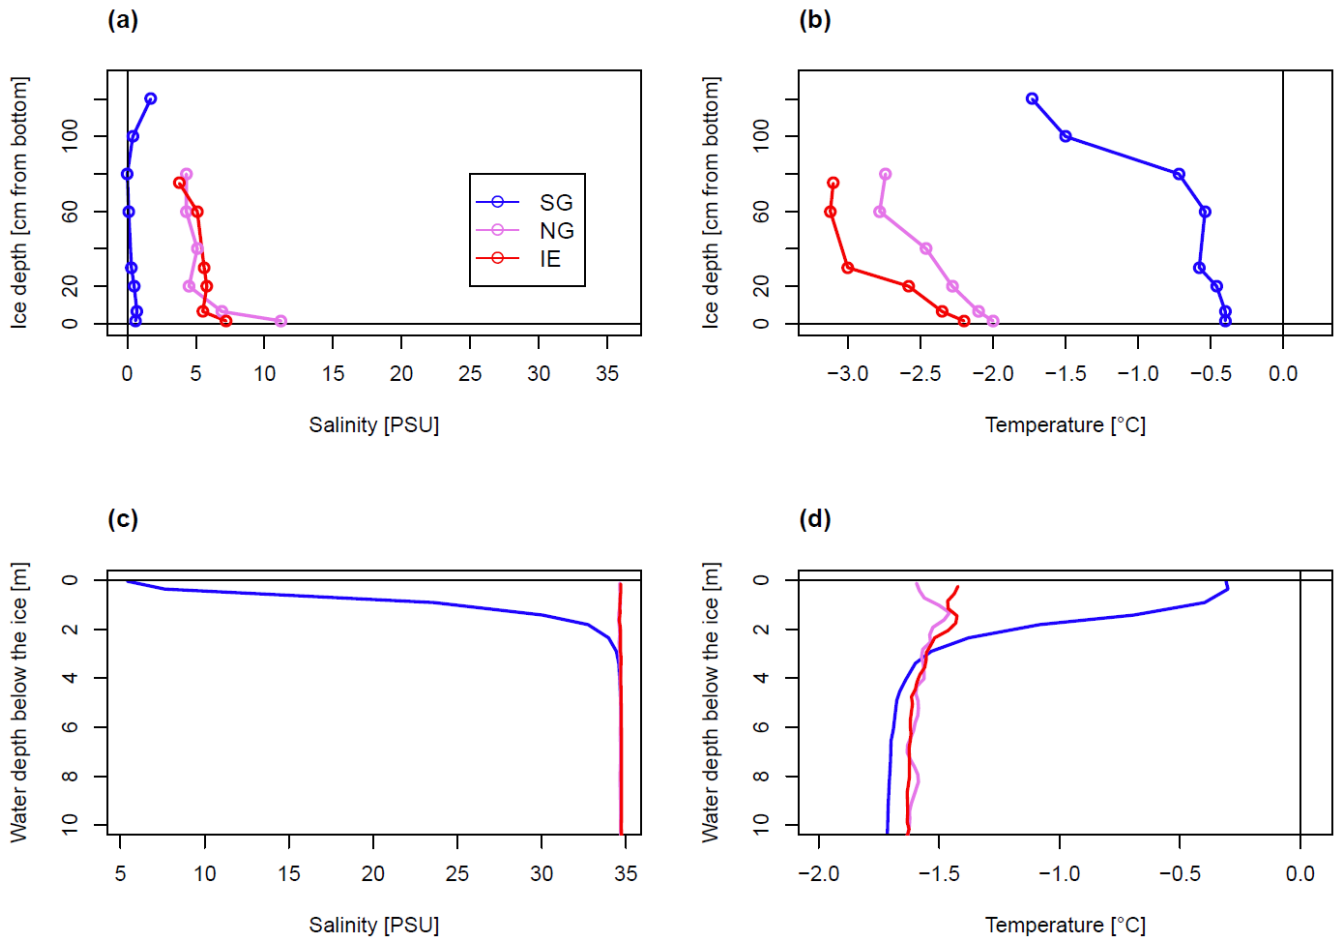 (a)
Ice depth [cm from bottom]
100
60
20
0
SG
NG
IE
0 5 10 15 20 25 30 35
Salinity [PSU]
(b)
Ice depth [cm from bottom]
100
60
20
0
−3.0 −2.5 −2.0 −1.5 −1.0 −0.5 0.0
Temperature [°C]
(c)
Water depth below the ice [m]
0
2
4
6
8
10
5 10 15 20 25 30 35
Salinity [PSU]
(d)
Water depth below the ice [m]
0
2
4
6
8
10
−2.0 −1.5 −1.0 −0.5 0.0
Temperature [°C]